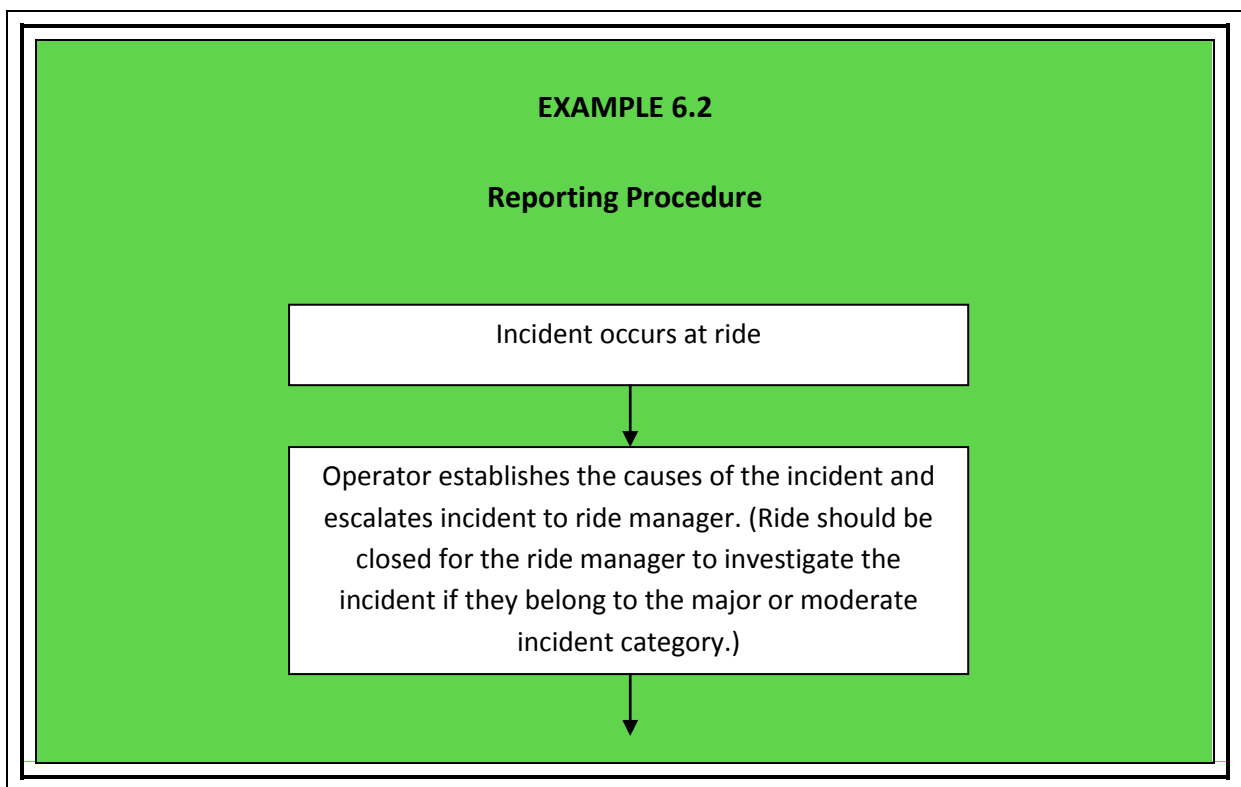 EXAMPLE 6.2
Reporting Procedure
Incident occurs at ride
Operator establishes the causes of the incident and
escalates incident to ride manager. (Ride should be
closed for the ride manager to investigate the
incident if they belong to the major or moderate
incident category.)